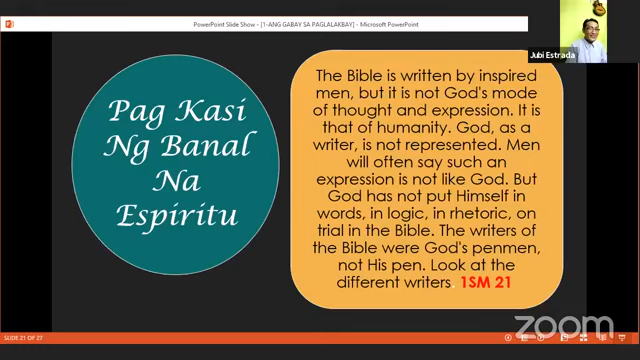 PowerPoint Slide Show - [1-ANG GABAY SA PAGLALAKBAY] - Microsoft PowerPoint
Jubi Estrada
Pag Kasi
Ng Banal
Na
Espiritu
The Bible is written by inspired
men, but it is not God's mode
of thought and expression. It is
that of humanity. God, as a
writer, is not represented. Men
will often say such an
expression is not like God. But
God has not put Himself in
words, in logic, in rhetoric, on
trial in the Bible. The writers of
the Bible were God's penmen,
not His pen. Look at the
different writers. 1SM 21
zoom
SLIDE 21 OF 27